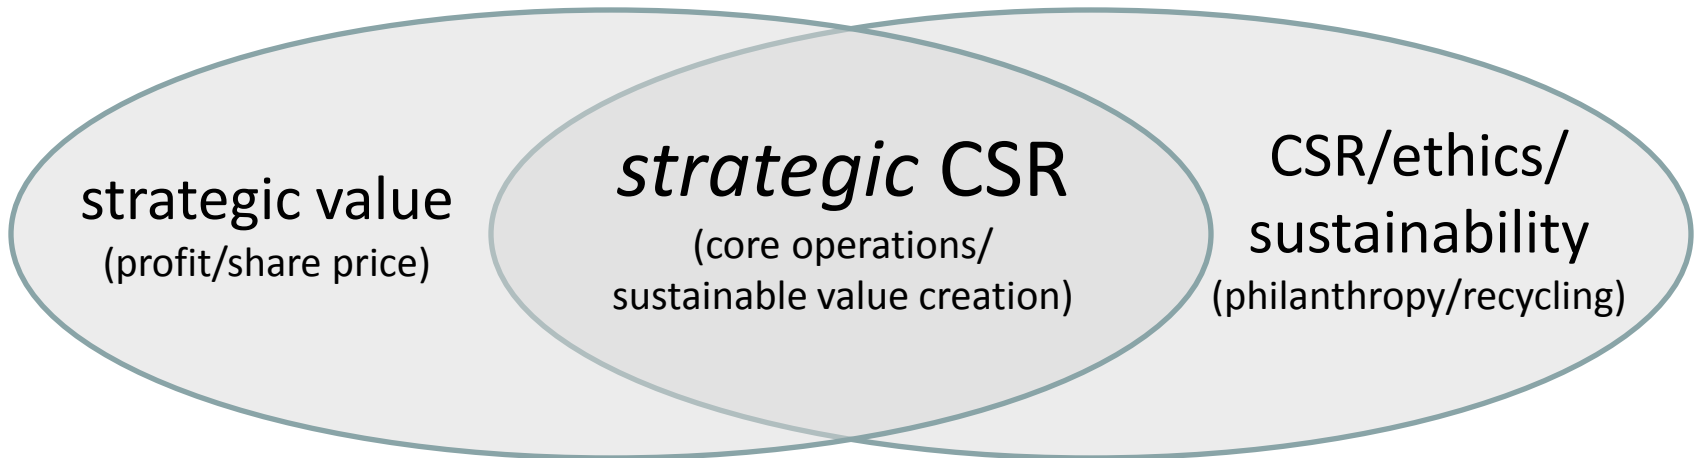 strategic value
(profit/share price)
strategic CSR
(core operations/
sustainable value creation)
CSR/ethics/
sustainability
(philanthropy/recycling)